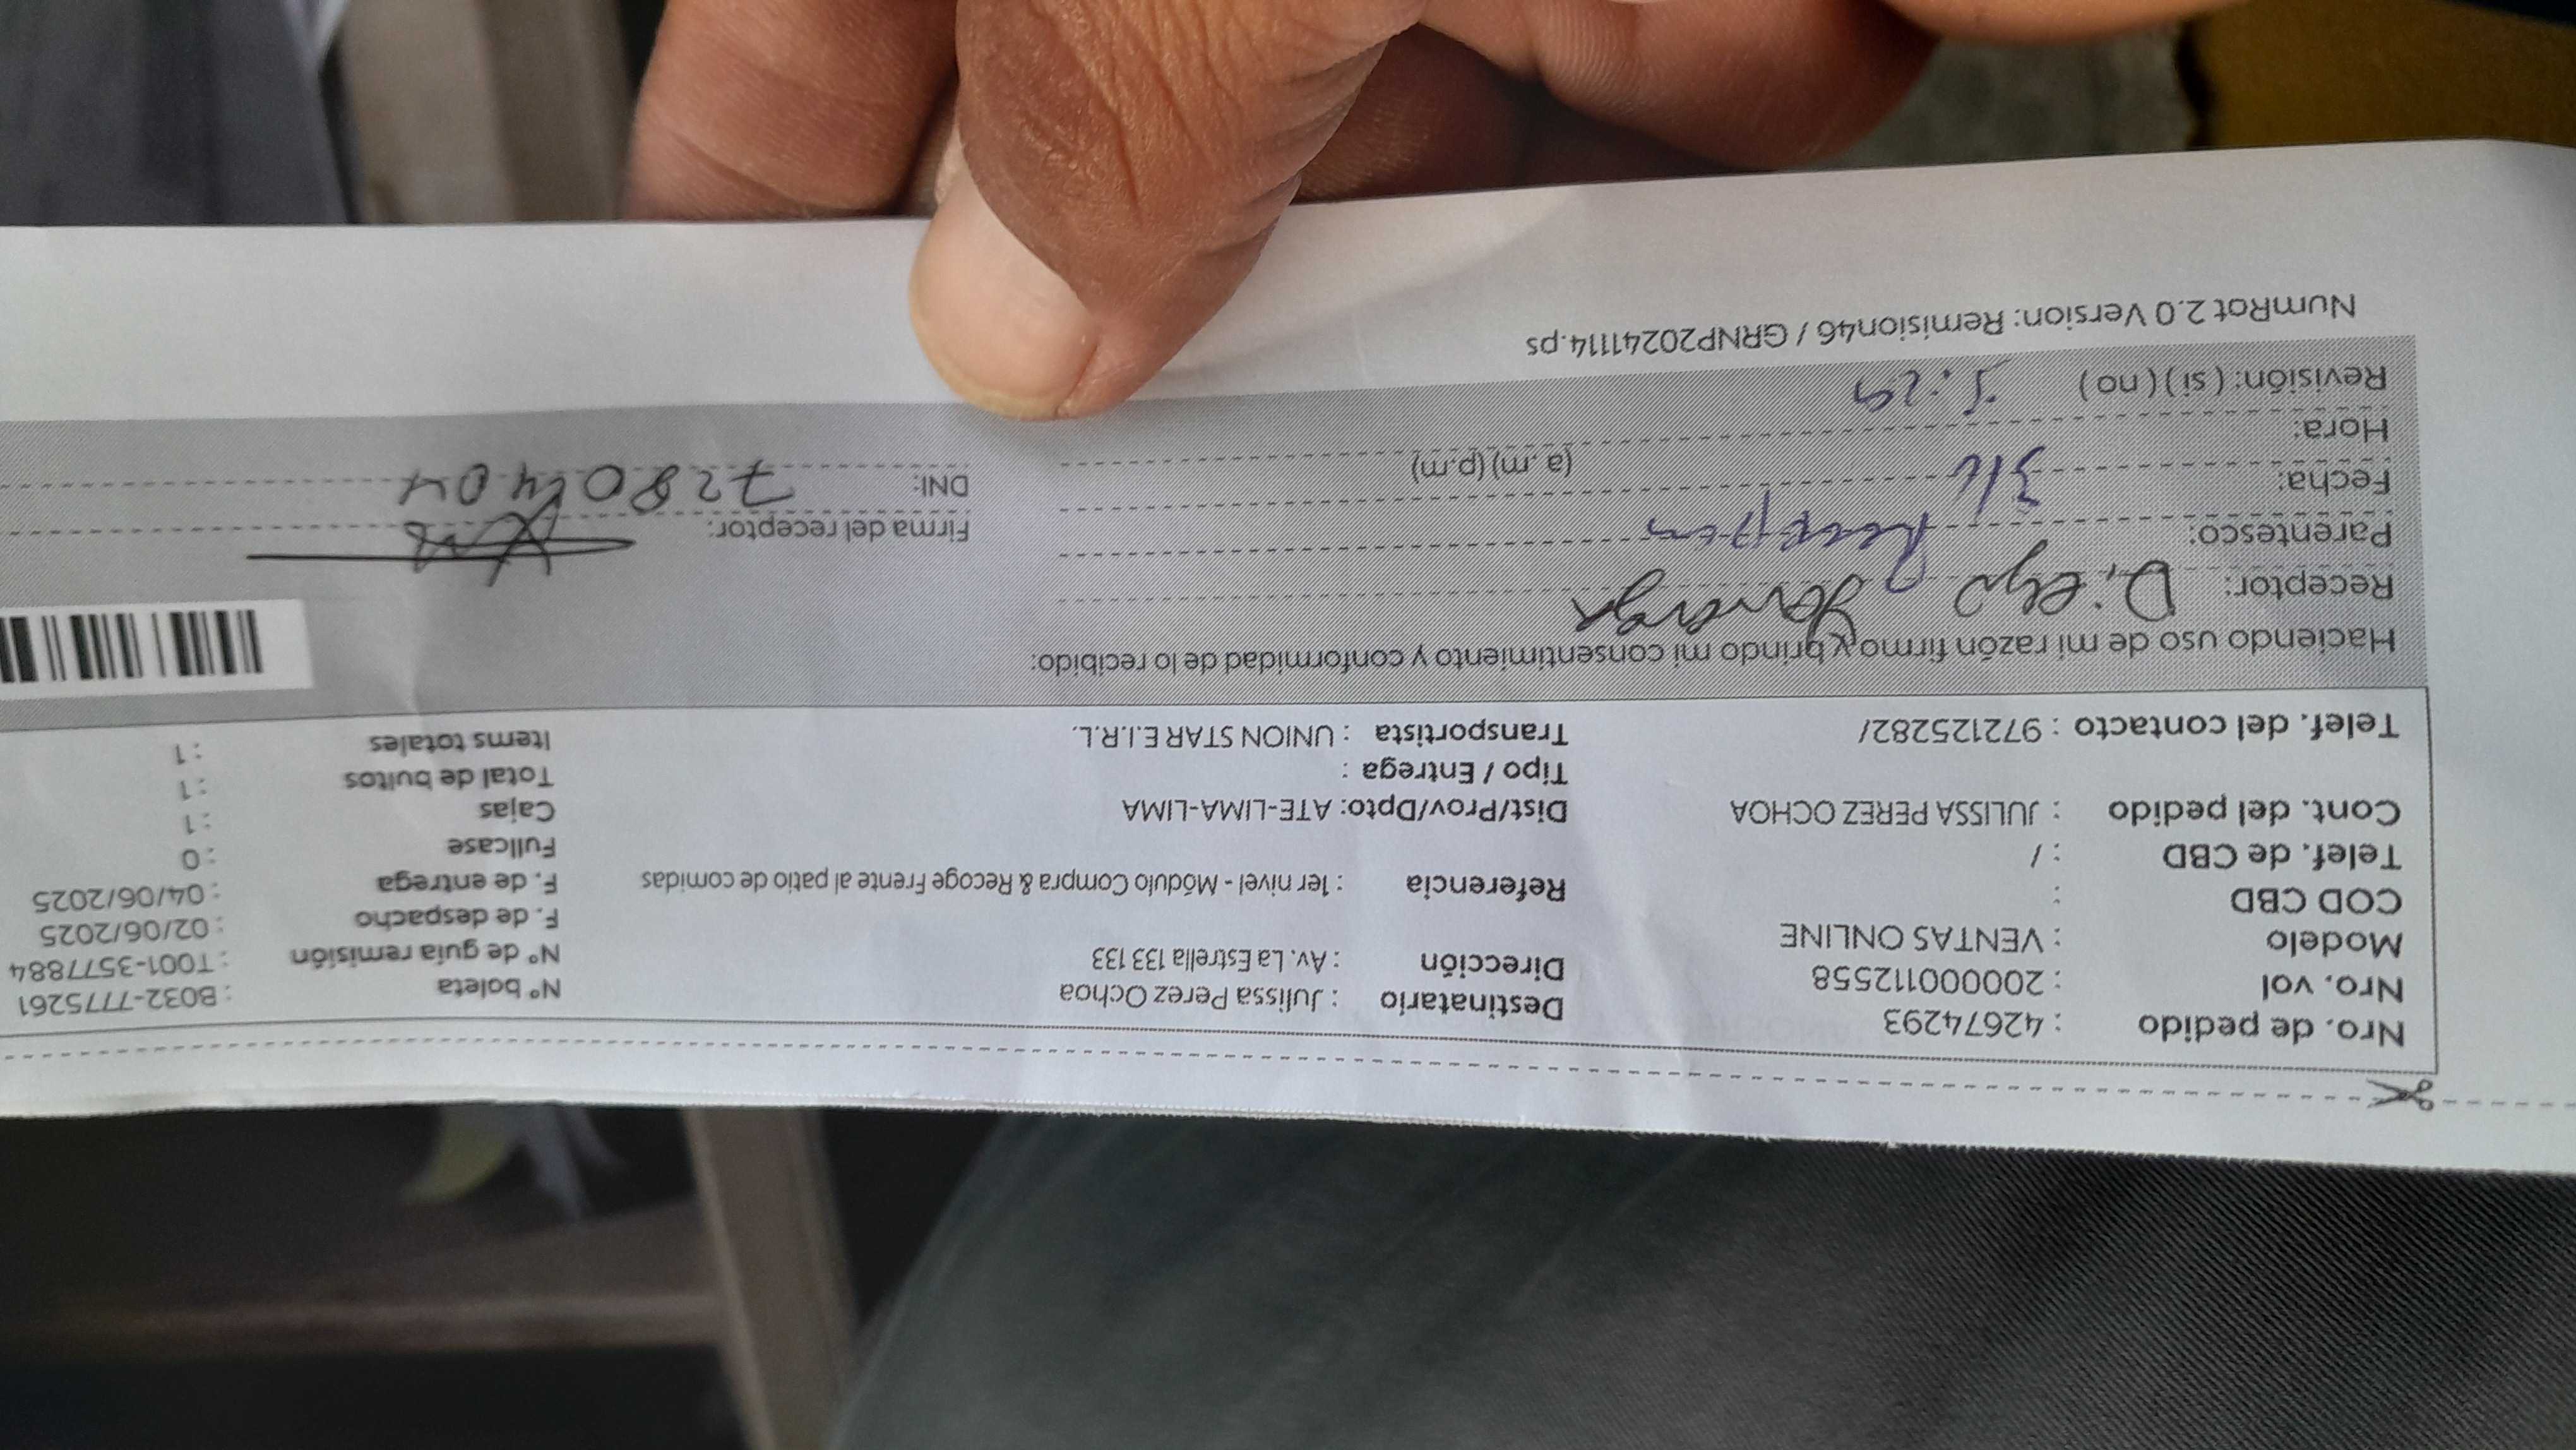 Nro. de pedido : 42674293
Nro. vol : 200000112558
Modelo : VENTAS ONLINE
COD CBD :
Telef. de CBD : /
Cont. del pedido : JULISSA PEREZ OCHOA
Telef. del contacto : 972125282/
Destinatario : Julissa Perez Ochoa
Dirección : Av. La Estrella 133 133
Referencia : 1er nivel - Módulo Compra & Recoge Frente al patio de comidas
Dist/Prov/Dpto: ATE-LIMA-LIMA
Tipo / Entrega :
Transportista : UNION STAR E.I.R.L.
N° boleta : B032-7775261
N° de guía remisión : T001-3577884
F. de despacho : 02/06/2025
F. de entrega : 04/06/2025
Fullcase : 0
Cajas : 1
Total de bultos : 1
Items totales : 1
Haciendo uso de mi razón firmo y brindo mi consentimiento y conformidad de lo recibido:
Receptor: Diego
Parentesco:
Fecha: 3/6
Hora: (a. m) (p.m)
Revisión: ( si ) ( no )
Firma del receptor:
DNI: 72804404
NumRot 2.0 Version: Remision46 / GRNP20241114.ps